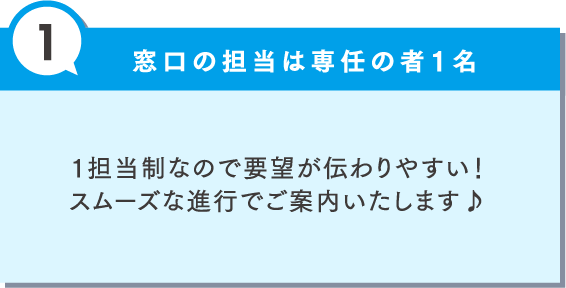 1
窓口の担当は専任の者1名
1担当制なので要望が伝わりやすい！
スムーズな進行でご案内いたします♪